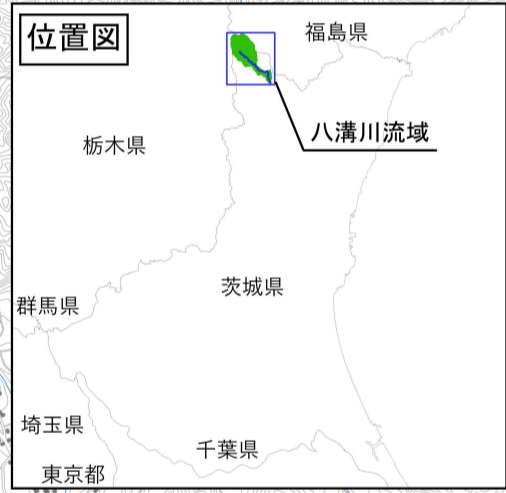 位置図
福島県
八溝川流域
栃木県
茨城県
群馬県
埼玉県
千葉県
東京都